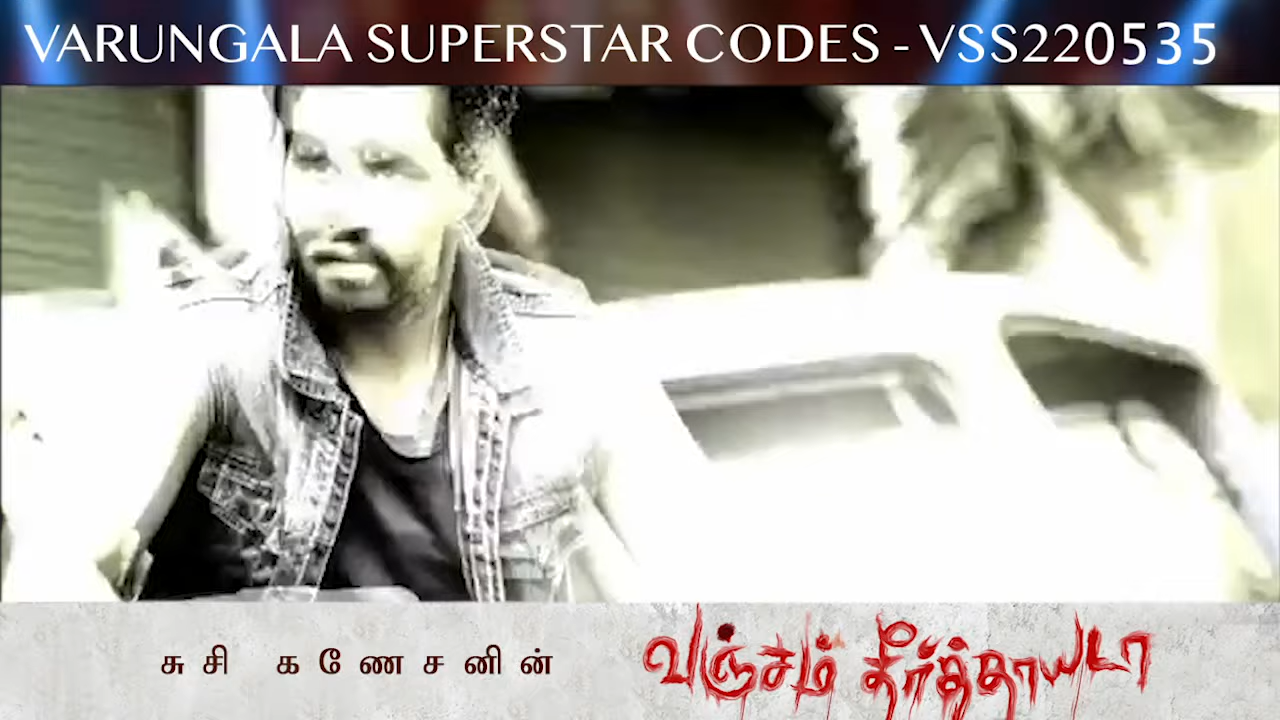 VARUNGALA SUPERSTAR CODES - VSS220535
சுசி கணேசனின் வஞ்சம் தீர்த்தாயடா